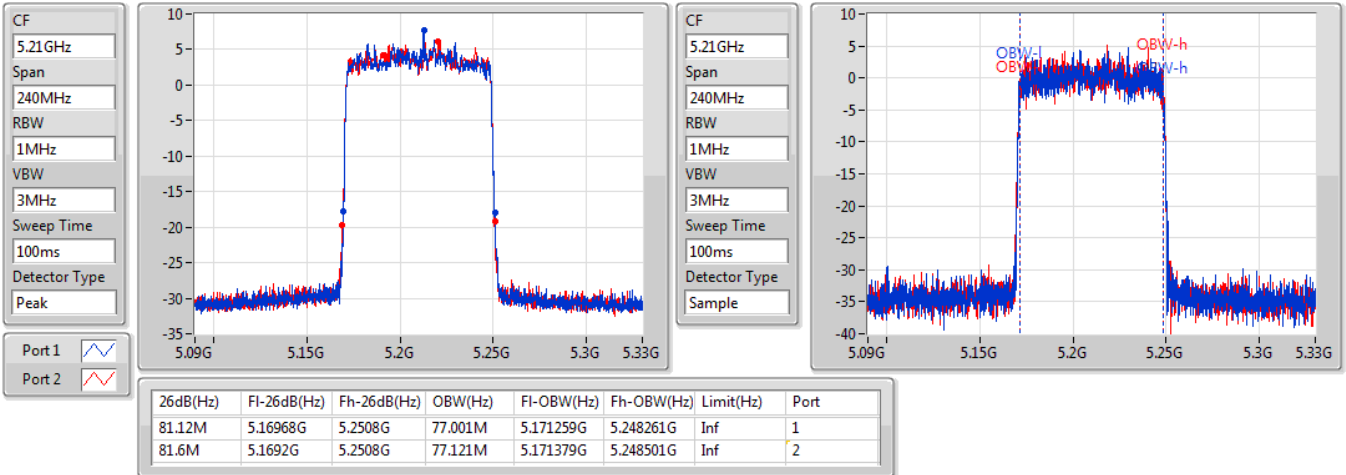 CF
5.21GHz
Span
240MHz
RBW
1MHz
VBW
3MHz
Sweep Time
100ms
Detector Type
Peak
10
5
0
-5
-10
-15
-20
-25
-30
-35
5.09G 5.15G 5.2G 5.25G 5.3G 5.33G
CF
5.21GHz
Span
240MHz
RBW
1MHz
VBW
3MHz
Sweep Time
100ms
Detector Type
Sample
10
5
0
-5
-10
-15
-20
-25
-30
-35
-40
OBW-l
OBW-h
OBW-h
5.09G 5.15G 5.2G 5.25G 5.3G 5.33G
Port 1
Port 2
26dB(Hz) Fl-26dB(Hz) Fh-26dB(Hz) OBW(Hz) Fl-OBW(Hz) Fh-OBW(Hz) Limit(Hz) Port
81.12M 5.16968G 5.2508G 77.001M 5.171259G 5.248261G Inf 1
81.6M 5.1692G 5.2508G 77.121M 5.171379G 5.248501G Inf 2